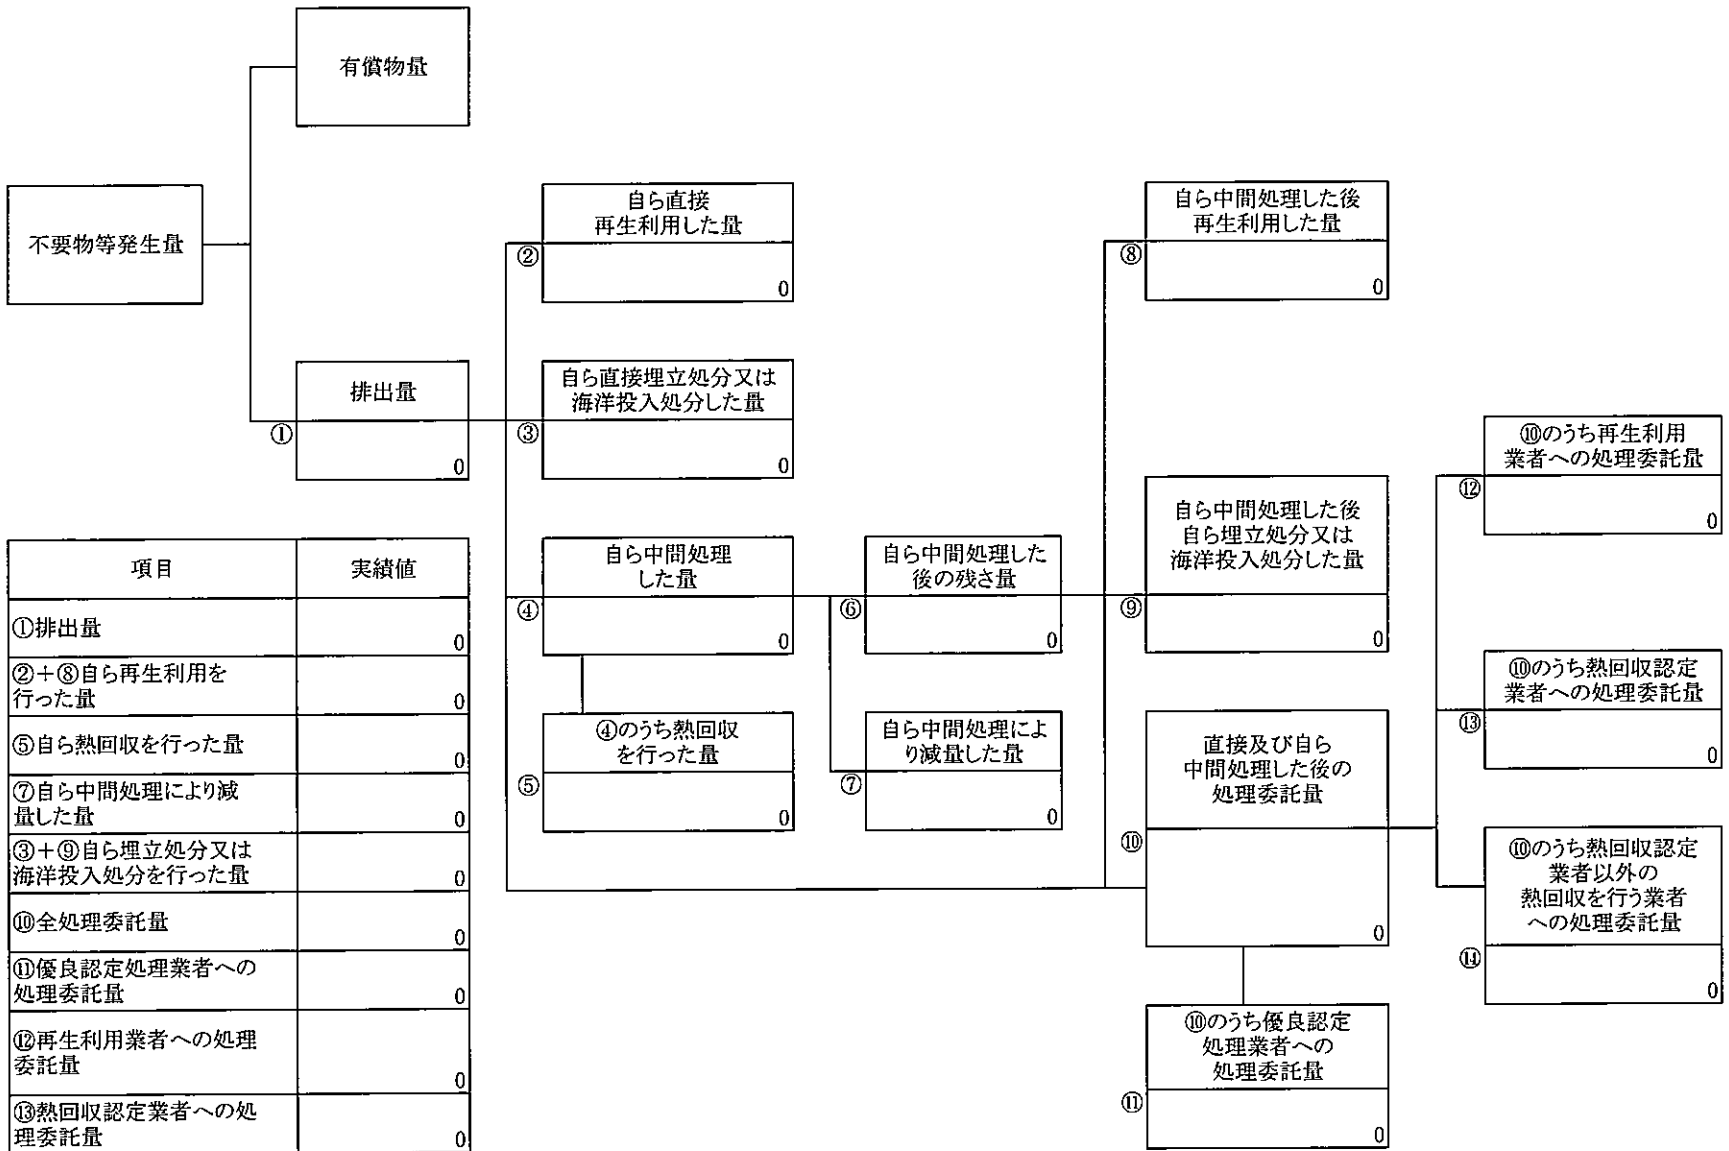 有償物量
不要物等発生量
排出量
①
0
自ら直接
再生利用した量
②
0
自ら直接埋立処分又は
海洋投入処分した量
③
0
自ら中間処理
した量
④
0
④のうち熱回収
を行った量
⑤
0
自ら中間処理した
後の残さ量
⑥
0
自ら中間処理によ
り減量した量
⑦
0
自ら中間処理した後
再生利用した量
⑧
0
自ら中間処理した後
自ら埋立処分又は
海洋投入処分した量
⑨
0
直接及び自ら
中間処理した後の
処理委託量
⑩
0
⑩のうち優良認定
処理業者への
処理委託量
⑪
0
⑩のうち再生利用
業者への処理委託量
⑫
0
⑩のうち熱回収認定
業者への処理委託量
⑬
0
⑩のうち熱回収認定
業者以外の
熱回収を行う業者
への処理委託量
⑭
0
項目 実績値
①排出量
0
②+⑧自ら再生利用を
行った量 0
⑤自ら熱回収を行った量
0
⑦自ら中間処理により減
量した量 0
③+⑨自ら埋立処分又は
海洋投入処分を行った量 0
⑩全処理委託量
0
⑪優良認定処理業者への
処理委託量 0
⑫再生利用業者への処理
委託量
0
⑬熱回収認定業者への処
理委託量 0